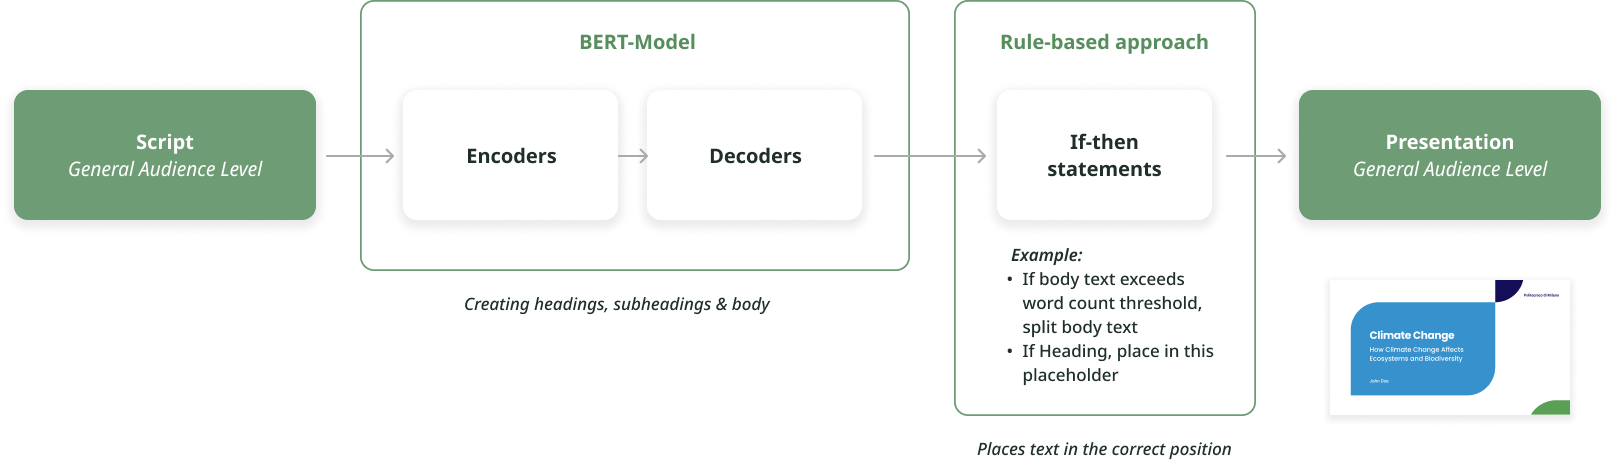 BERT-Model
Rule-based approach
Script
General Audience Level
Encoders
Decoders
If-then
statements
Presentation
General Audience Level
Creating headings, subheadings & body
Example:
• If body text exceeds
word count threshold,
split body text
• If Heading, place in this
placeholder
Places text in the correct position
Politecnico di Milano
Climate Change
How Climate Change Affects
Ecosystems and Biodiversity
John Doe